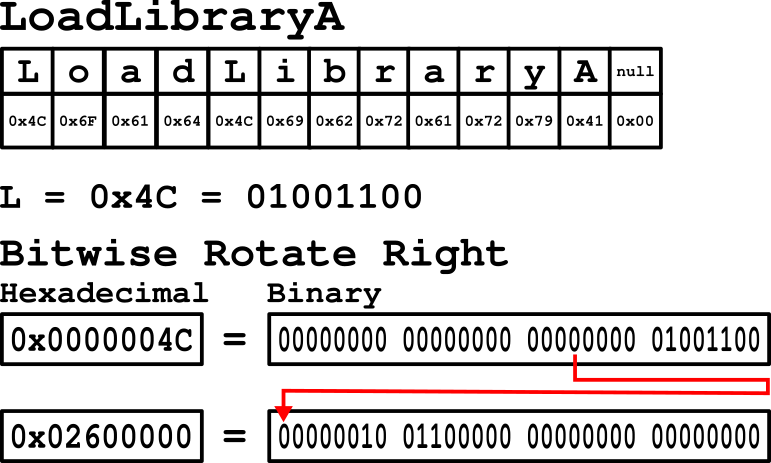 LoadLibraryA
L o a d L i b r a r y A null
0x4C 0x6F 0x61 0x64 0x4C 0x69 0x62 0x72 0x61 0x72 0x79 0x41 0x00
L = 0x4C = 01001100
Bitwise Rotate Right
Hexadecimal Binary
0x0000004C = 00000000 00000000 00000000 01001100
0x02600000 = 00000010 01100000 00000000 00000000